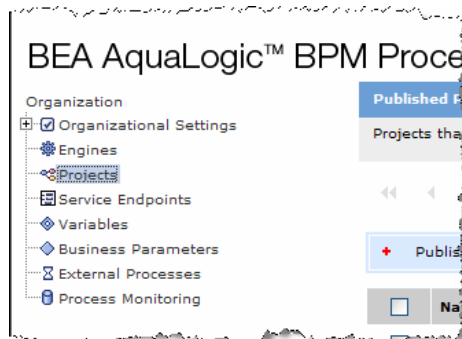 BEA AquaLogic™ BPM Proce
Organization
Organizational Settings
Engines
Projects
Service Endpoints
Variables
Business Parameters
External Processes
Process Monitoring
Published
Projects tha
Publis
Na